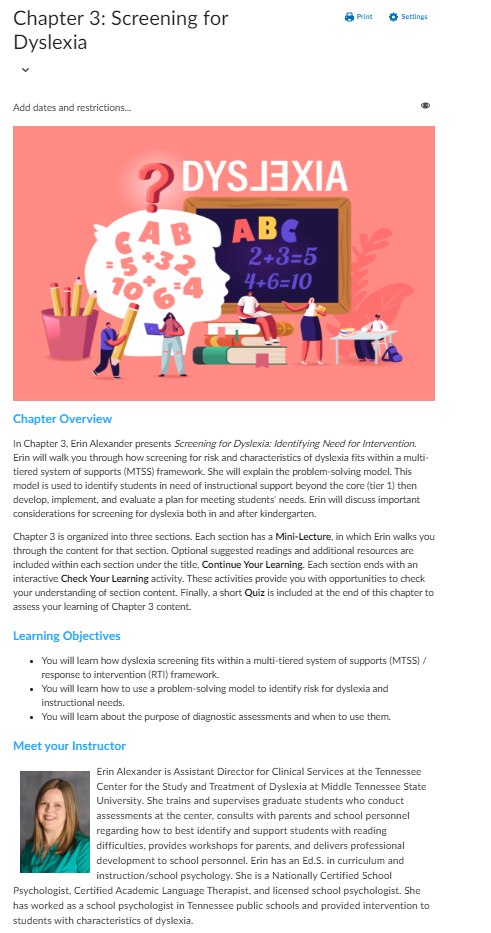 Chapter 3: Screening for
Dyslexia
Print
Settings
Add dates and restrictions...
?
DYSLEXIA
C A B
= 5 + 3 2
10 + 6 = 4
A B C
2+3=5
4+6=10
Chapter Overview
In Chapter 3, Erin Alexander presents Screening for Dyslexia: Identifying Need for Intervention.
Erin will walk you through how screening for risk and characteristics of dyslexia fits within a multi-
tiered system of supports (MTSS) framework. She will explain the problem-solving model. This
model is used to identify students in need of instructional support beyond the core (tier 1) then
develop, implement, and evaluate a plan for meeting students' needs. Erin will discuss important
considerations for screening for dyslexia both in and after kindergarten.
Chapter 3 is organized into three sections. Each section has a Mini-Lecture, in which Erin walks you
through the content for that section. Optional suggested readings and additional resources are
included within each section under the title, Continue Your Learning. Each section ends with an
interactive Check Your Learning activity. These activities provide you with opportunities to check
your understanding of section content. Finally, a short Quiz is included at the end of this chapter to
assess your learning of Chapter 3 content.
Learning Objectives
• You will learn how dyslexia screening fits within a multi-tiered system of supports (MTSS) /
response to intervention (RTI) framework.
• You will learn how to use a problem-solving model to identify risk for dyslexia and
instructional needs.
• You will learn about the purpose of diagnostic assessments and when to use them.
Meet your Instructor
Erin Alexander is Assistant Director for Clinical Services at the Tennessee
Center for the Study and Treatment of Dyslexia at Middle Tennessee State
University. She trains and supervises graduate students who conduct
assessments at the center, consults with parents and school personnel
regarding how to best identify and support students with reading
difficulties, provides workshops for parents, and delivers professional
development to school personnel. Erin has an Ed.S. in curriculum and
instruction/school psychology. She is a Nationally Certified School
Psychologist, Certified Academic Language Therapist, and licensed school psychologist. She
has worked as a school psychologist in Tennessee public schools and provided intervention to
students with characteristics of dyslexia.